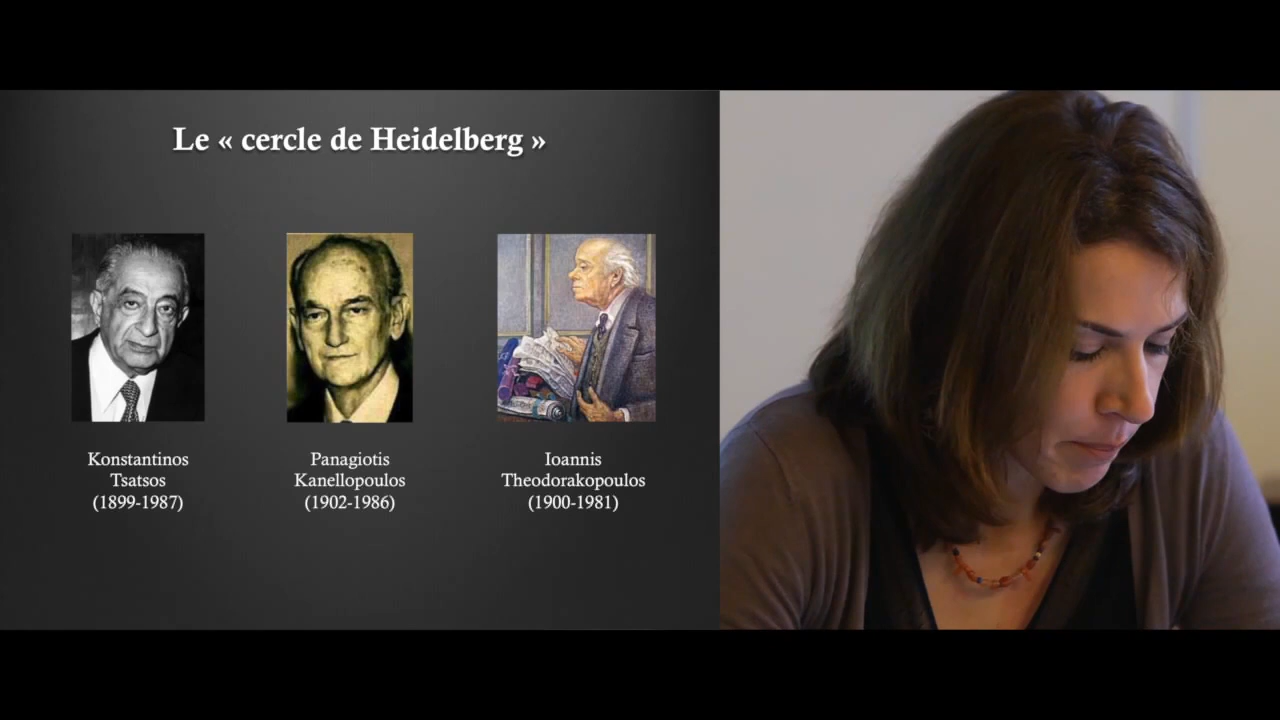 Le « cercle de Heidelberg »
Konstantinos
Tsatsos
(1899-1987)
Panagiotis
Kanellopoulos
(1902-1986)
Ioannis
Theodorakopoulos
(1900-1981)